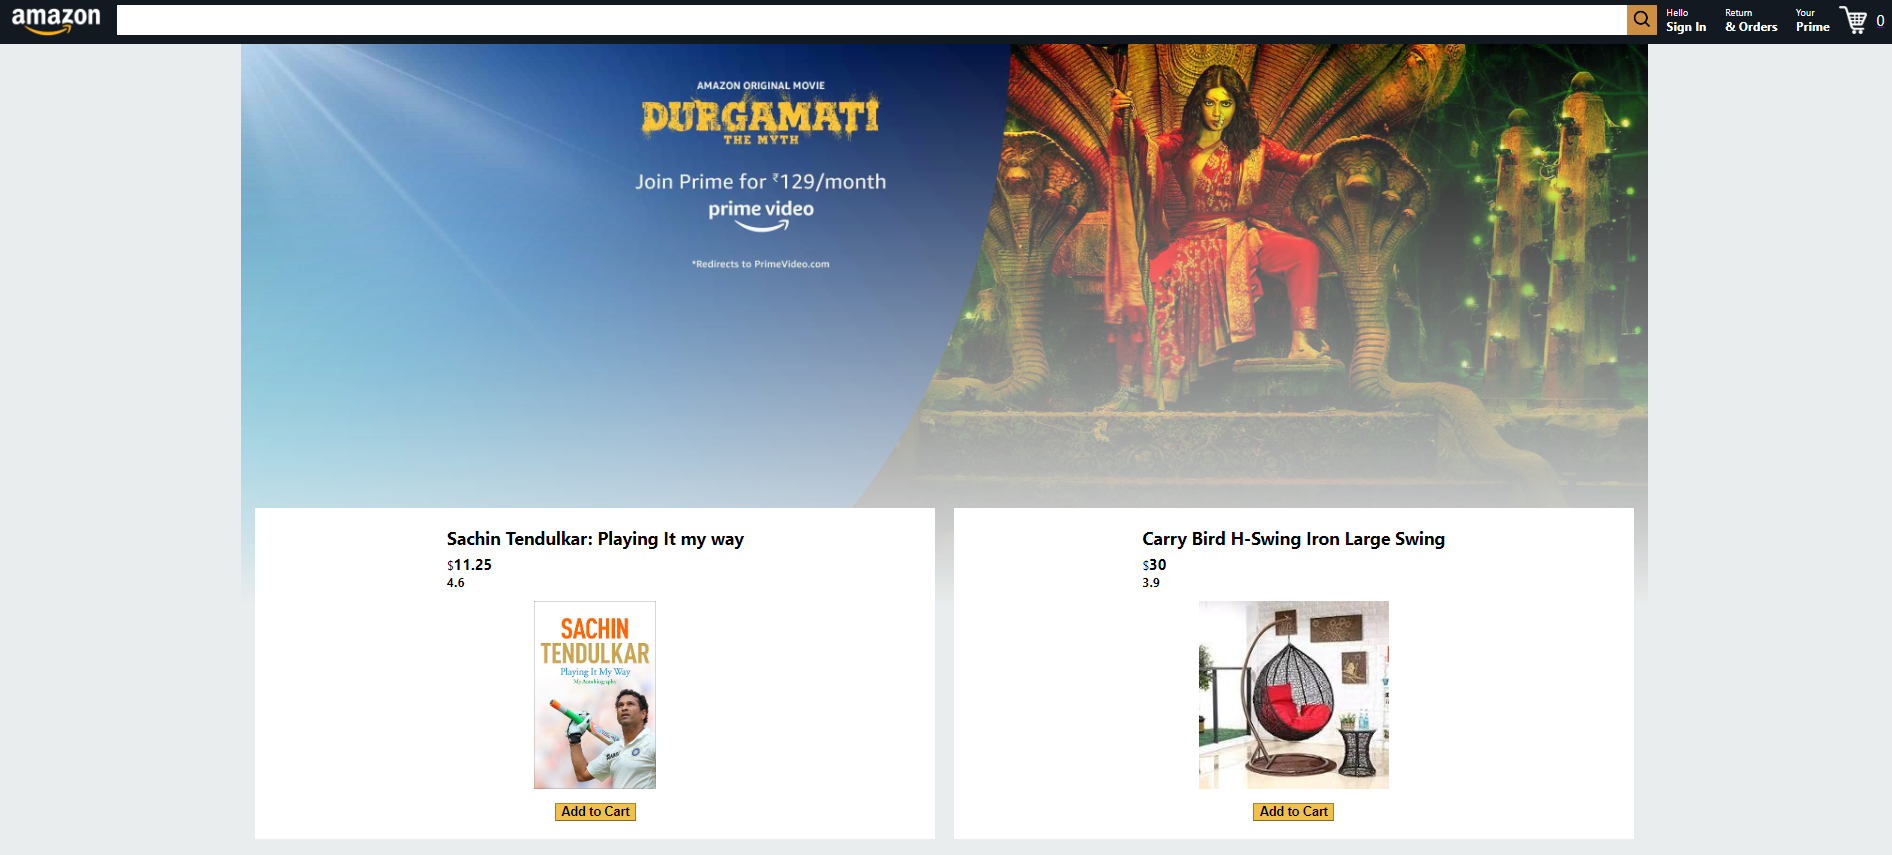 amazon
Hello
Sign In
Return
& Orders
Your
Prime
0
AMAZON ORIGINAL MOVIE
DURGAMATI
THE MYTH
Join Prime for ₹129/month
prime video
*Redirects to PrimeVideo.com
Sachin Tendulkar: Playing It my way
$11.25
4.6
SACHIN
TENDULKAR
Playing It My Way
My Autobiography
Add to Cart
Carry Bird H-Swing Iron Large Swing
$30
3.9
Add to Cart